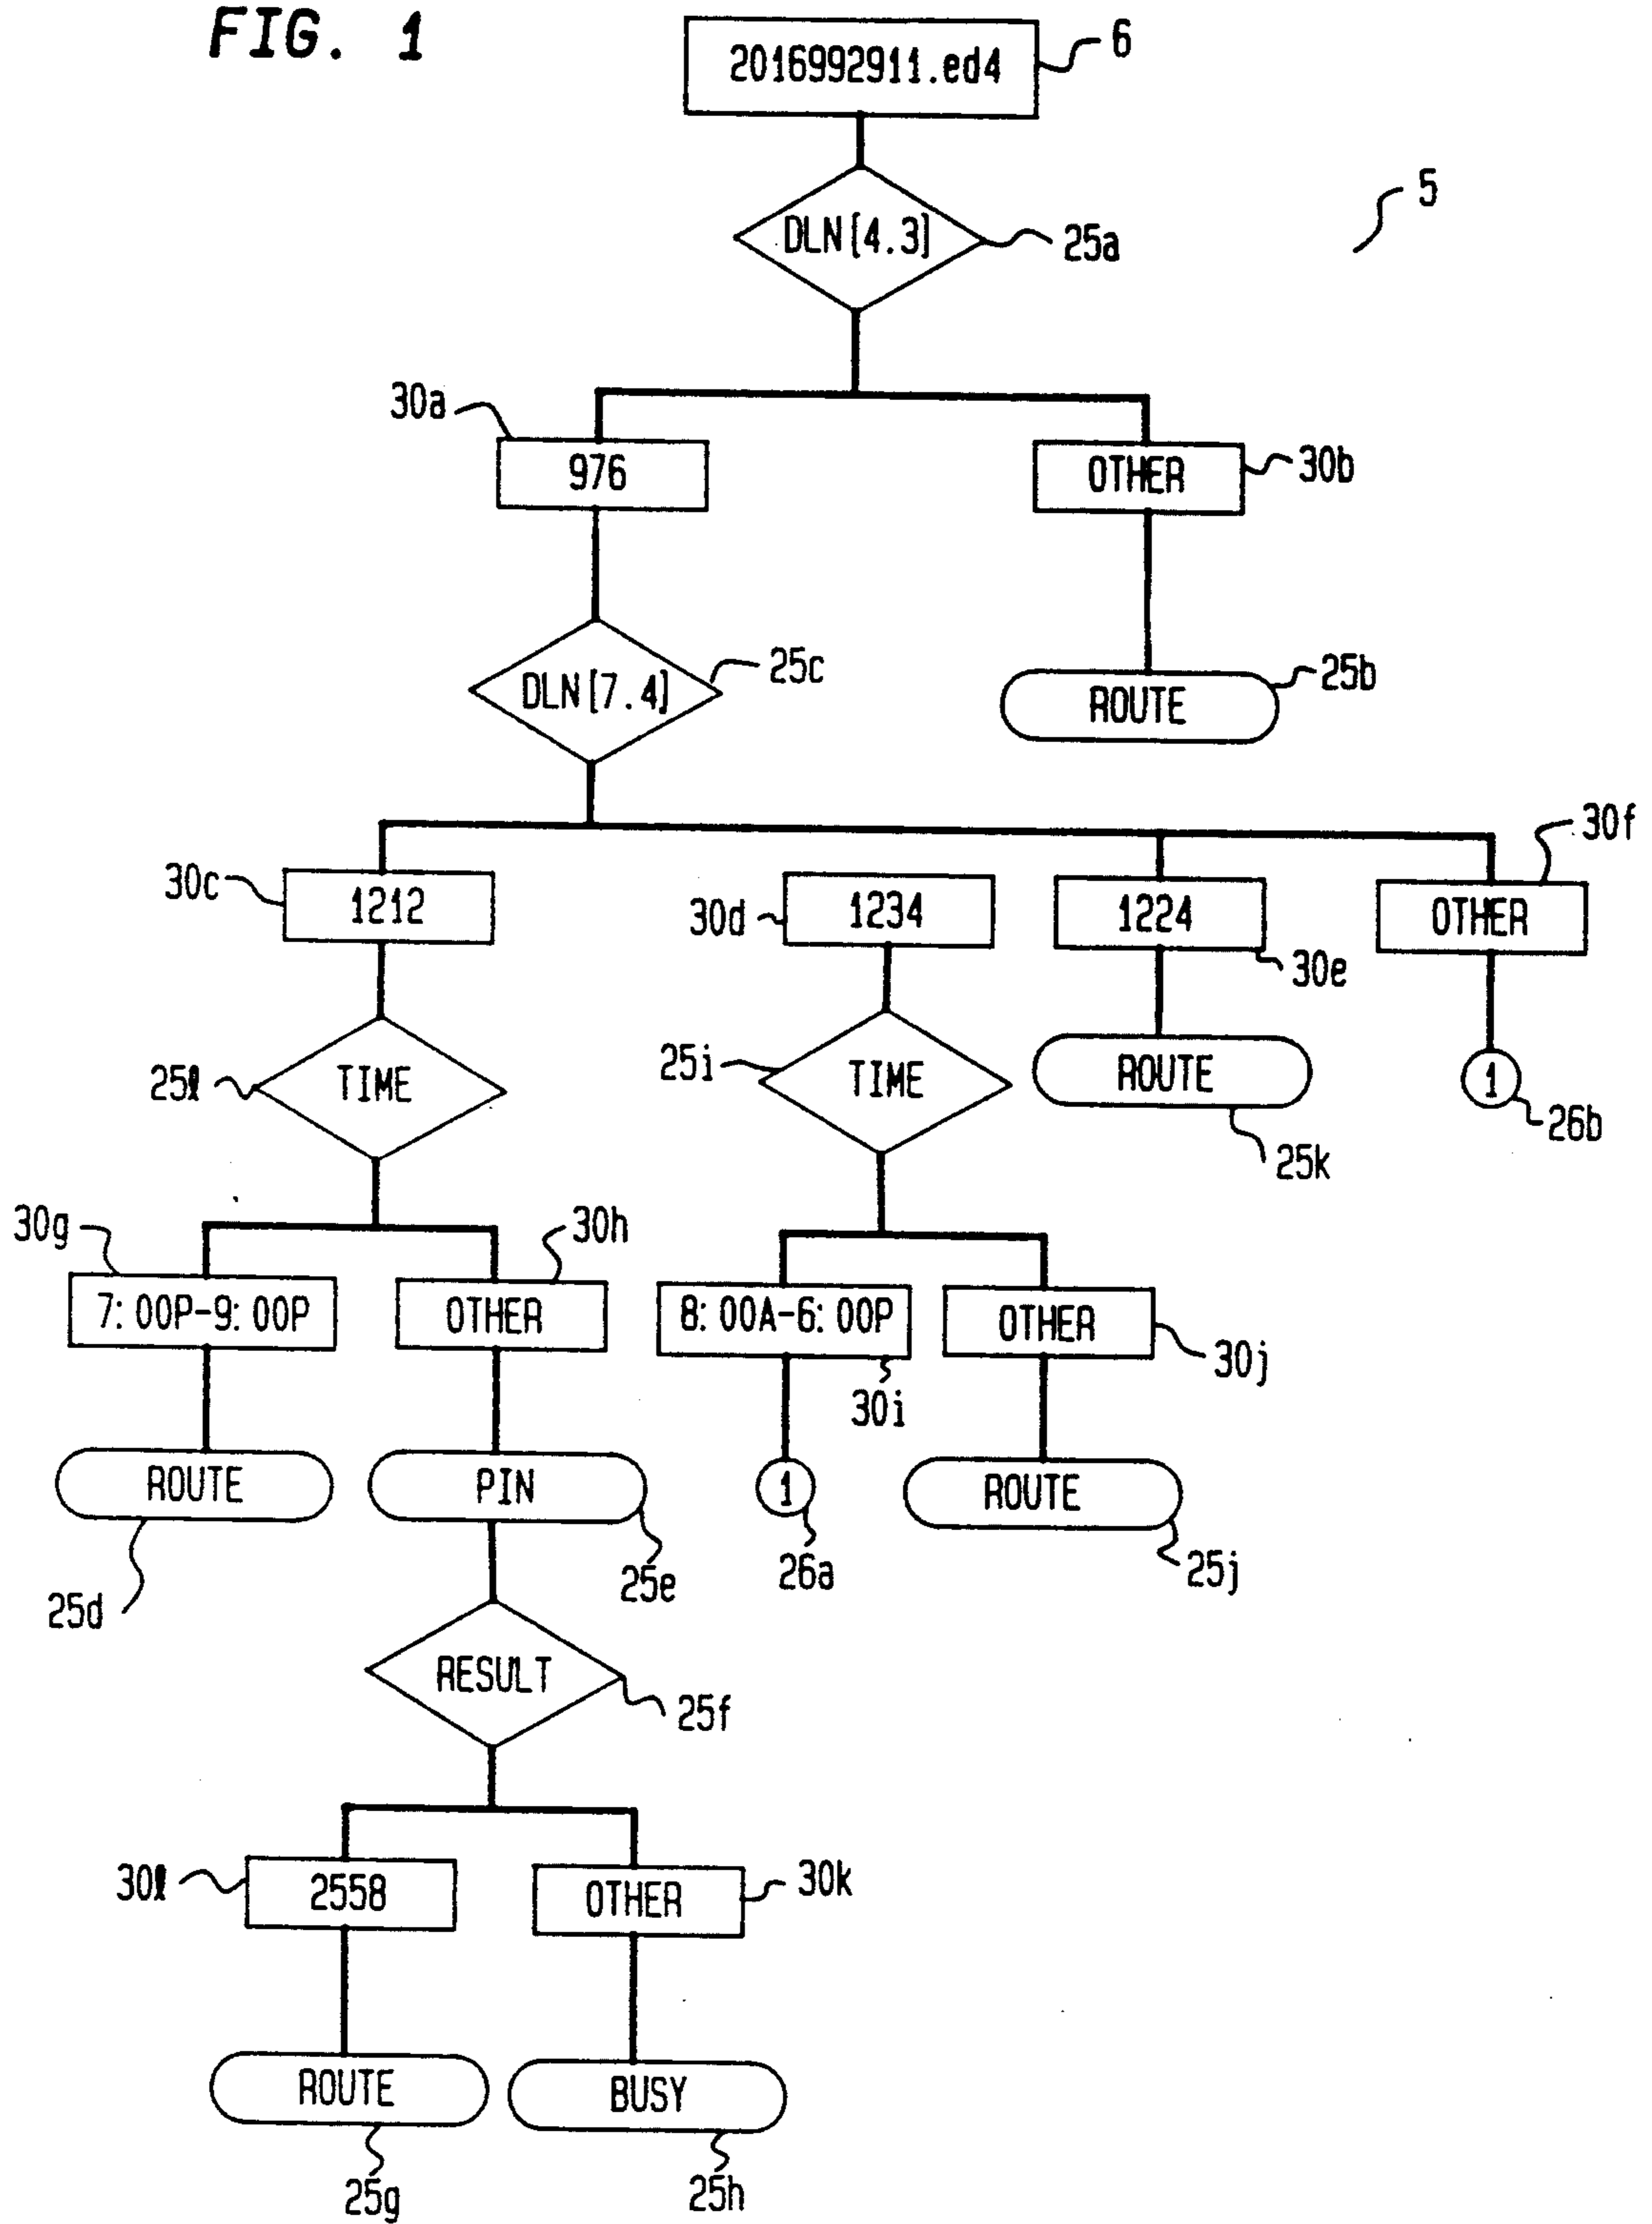 FIG. 1
2016992911.ed4
6
5
DLN[4.3]
25a
30a
976
OTHER
30b
DLN[7.4]
25c
ROUTE
25b
30f
30c
1212
30d
1234
1224
30e
OTHER
25l
TIME
25i
TIME
ROUTE
25k
1
26b
30g
30h
7:00P-9:00P
OTHER
8:00A-6:00P
30i
OTHER
30j
ROUTE
25d
PIN
25e
1
26a
ROUTE
25j
RESULT
25f
30l
2558
OTHER
30k
ROUTE
25g
BUSY
25h